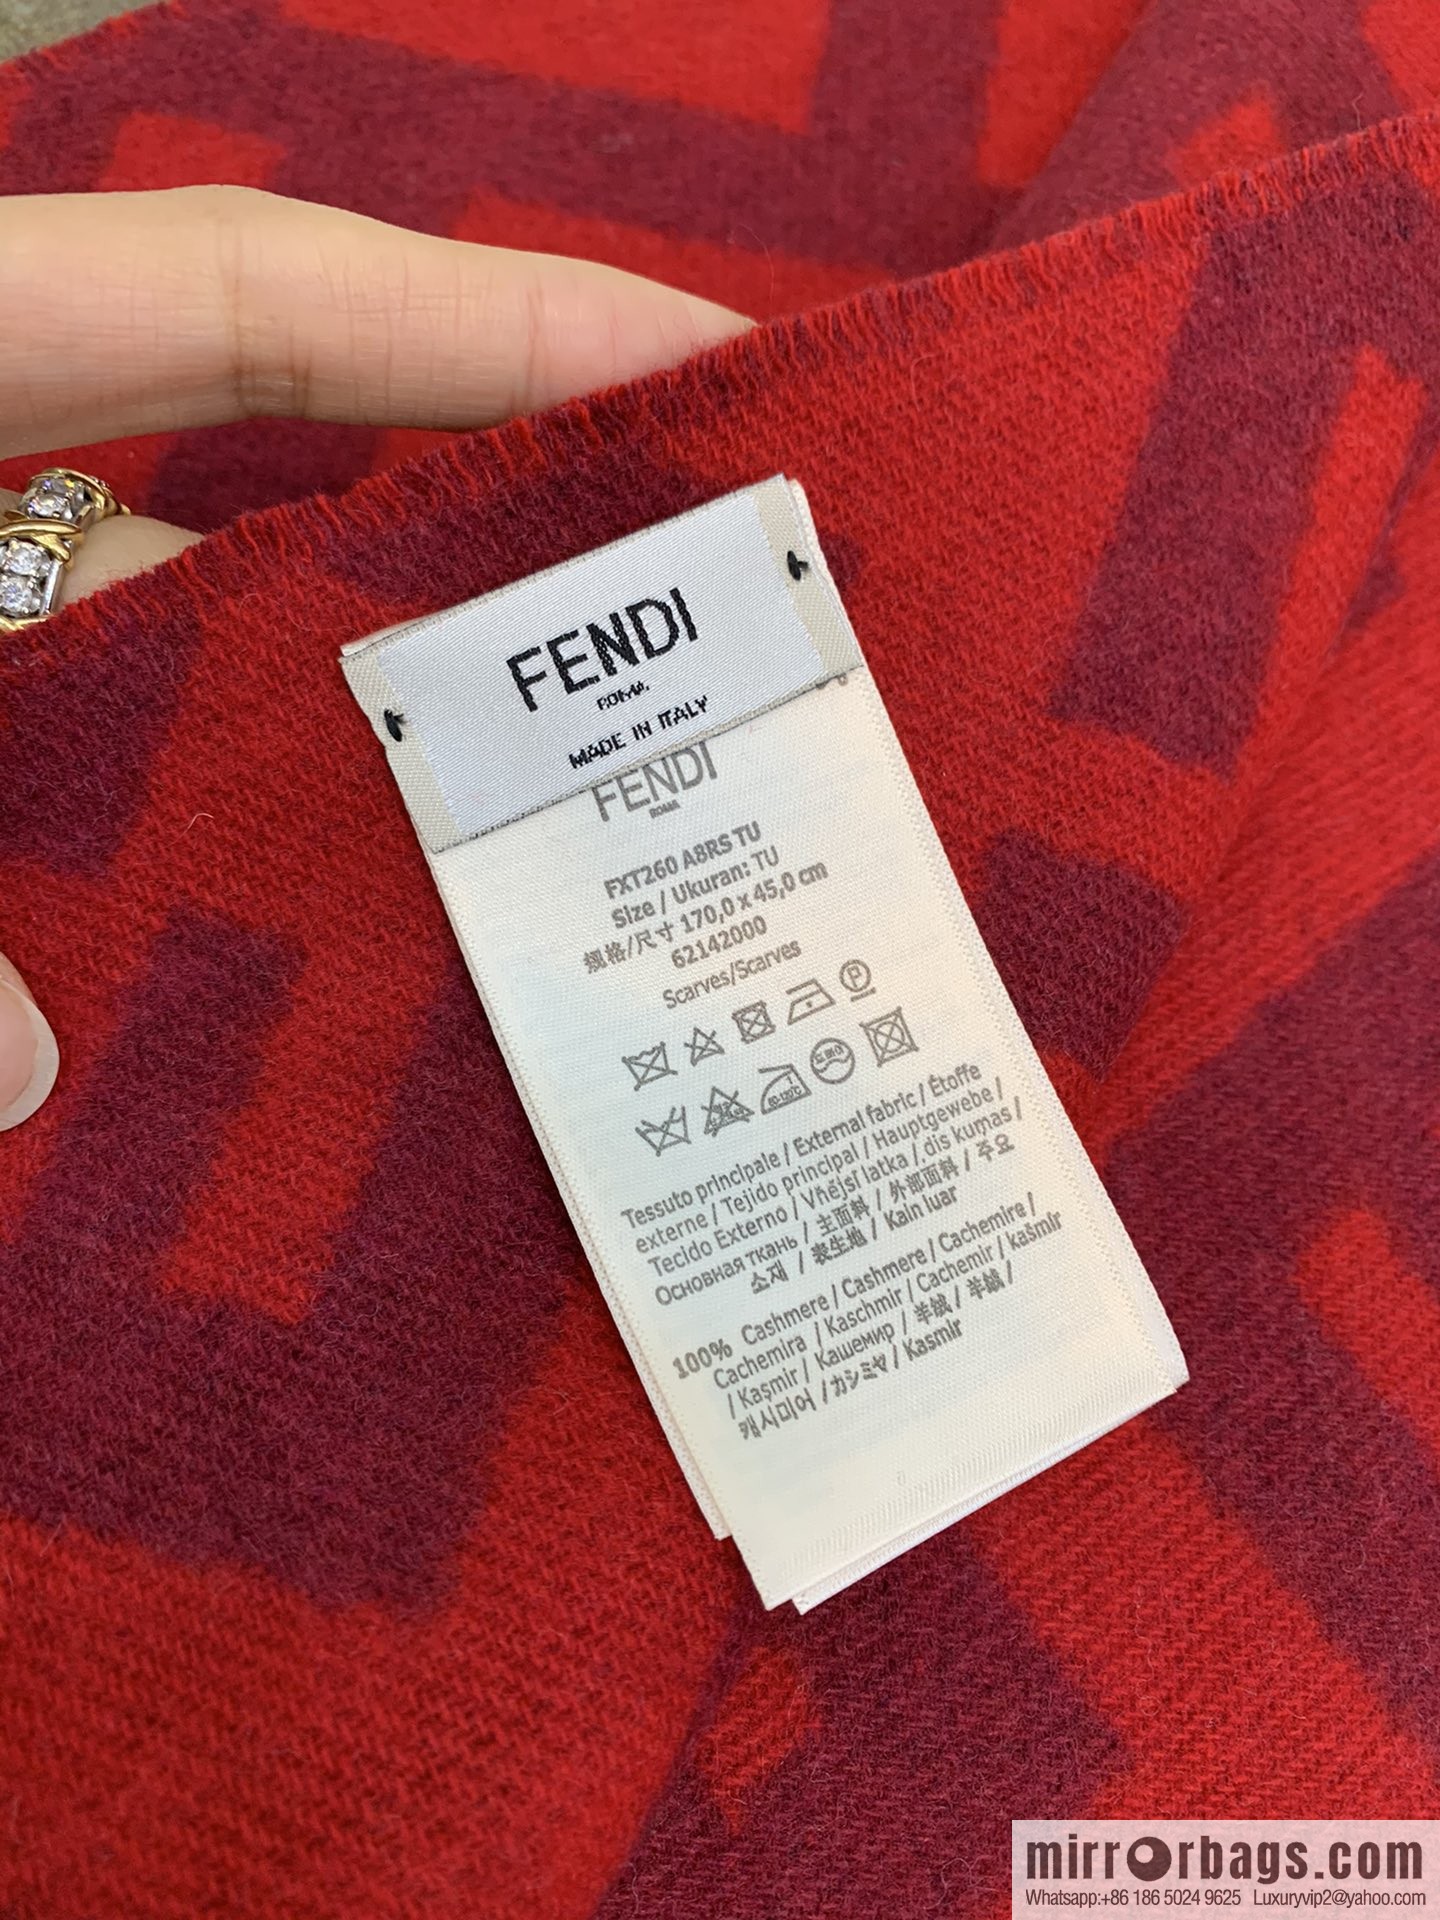 FENDI
ROMA
MADE IN ITALY
FENDI
ROMA
FXT260 A8RS TU
Size / Ukuran: TU
规格/尺寸 170,0 x 45,0 cm
62142000
Scarves/Scarves
Tessuto principale / External fabric / Étoffe
externe / Tejido principal / Hauptgewebe /
Tecido Externo / Vnější latka / dis kumaş /
Основная ткань / 主面料 / 外部面料 / 주요
소재 / 表生地 / Kain luar
100% Cashmere / Cashmere / Cachemire /
Cachemira / Kaschmir / Cachemir / kašmír
/ Kaşmir / Кашемир / 羊絨 / 羊絨 /
캐시미어 / カシミヤ / Kasmir
mirrorbags.com
Whatsapp:+86 186 5024 9625 Luxuryvip2@yahoo.com